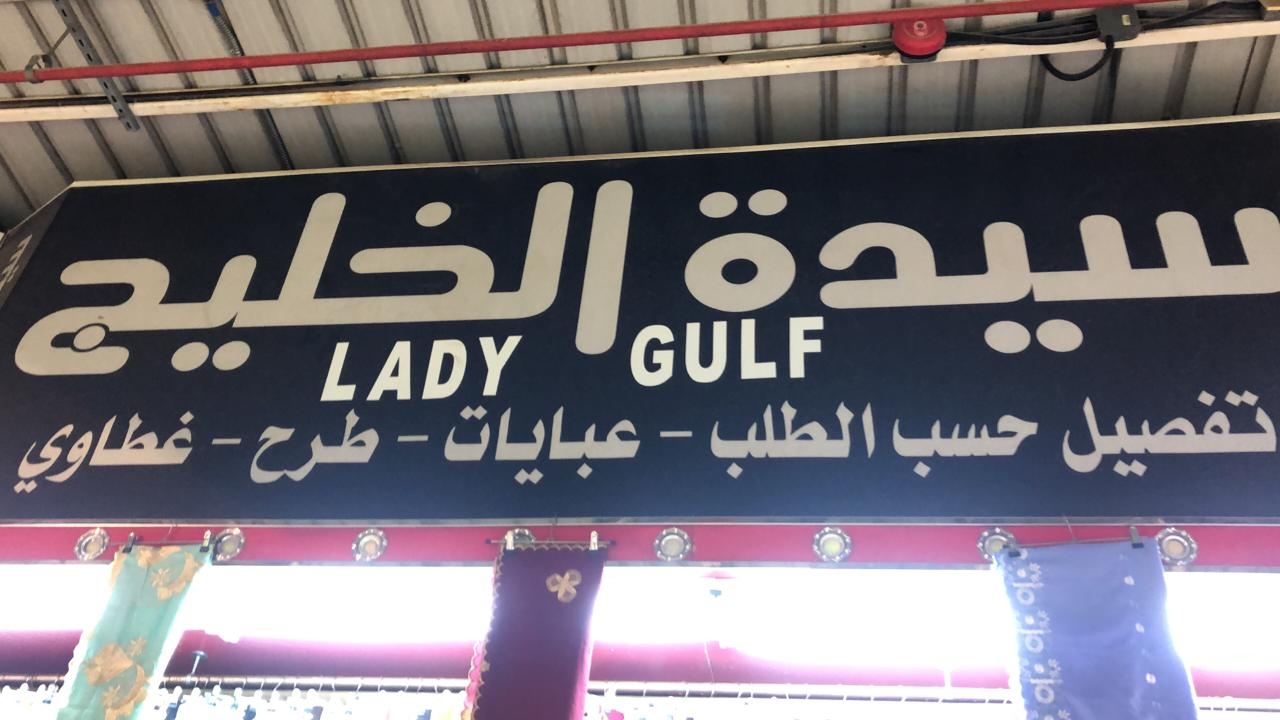 سيدة الخليج
LADY GULF
تفصيل حسب الطلب - عبايات - طرح - غطاوي